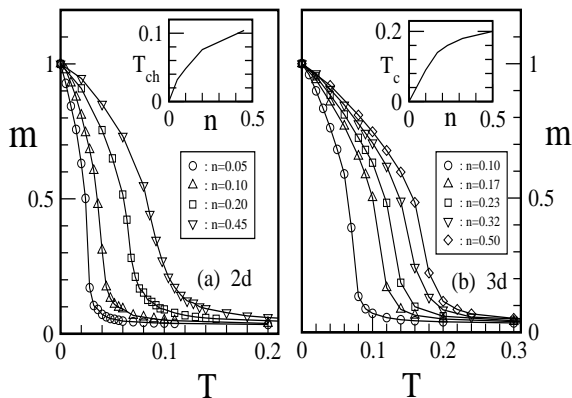 0.1
T_ch
0
0
n
0.5
1
m
0.5
0
○ : n=0.05
△ : n=0.10
□ : n=0.20
▽ : n=0.45
(a) 2d
0
0.1
0.2
T
0.2
T_c
0
0
n
0.5
1
m
0.5
0
○ : n=0.10
△ : n=0.17
□ : n=0.23
▽ : n=0.32
◇ : n=0.50
(b) 3d
0
0.1
0.2
0.3
T